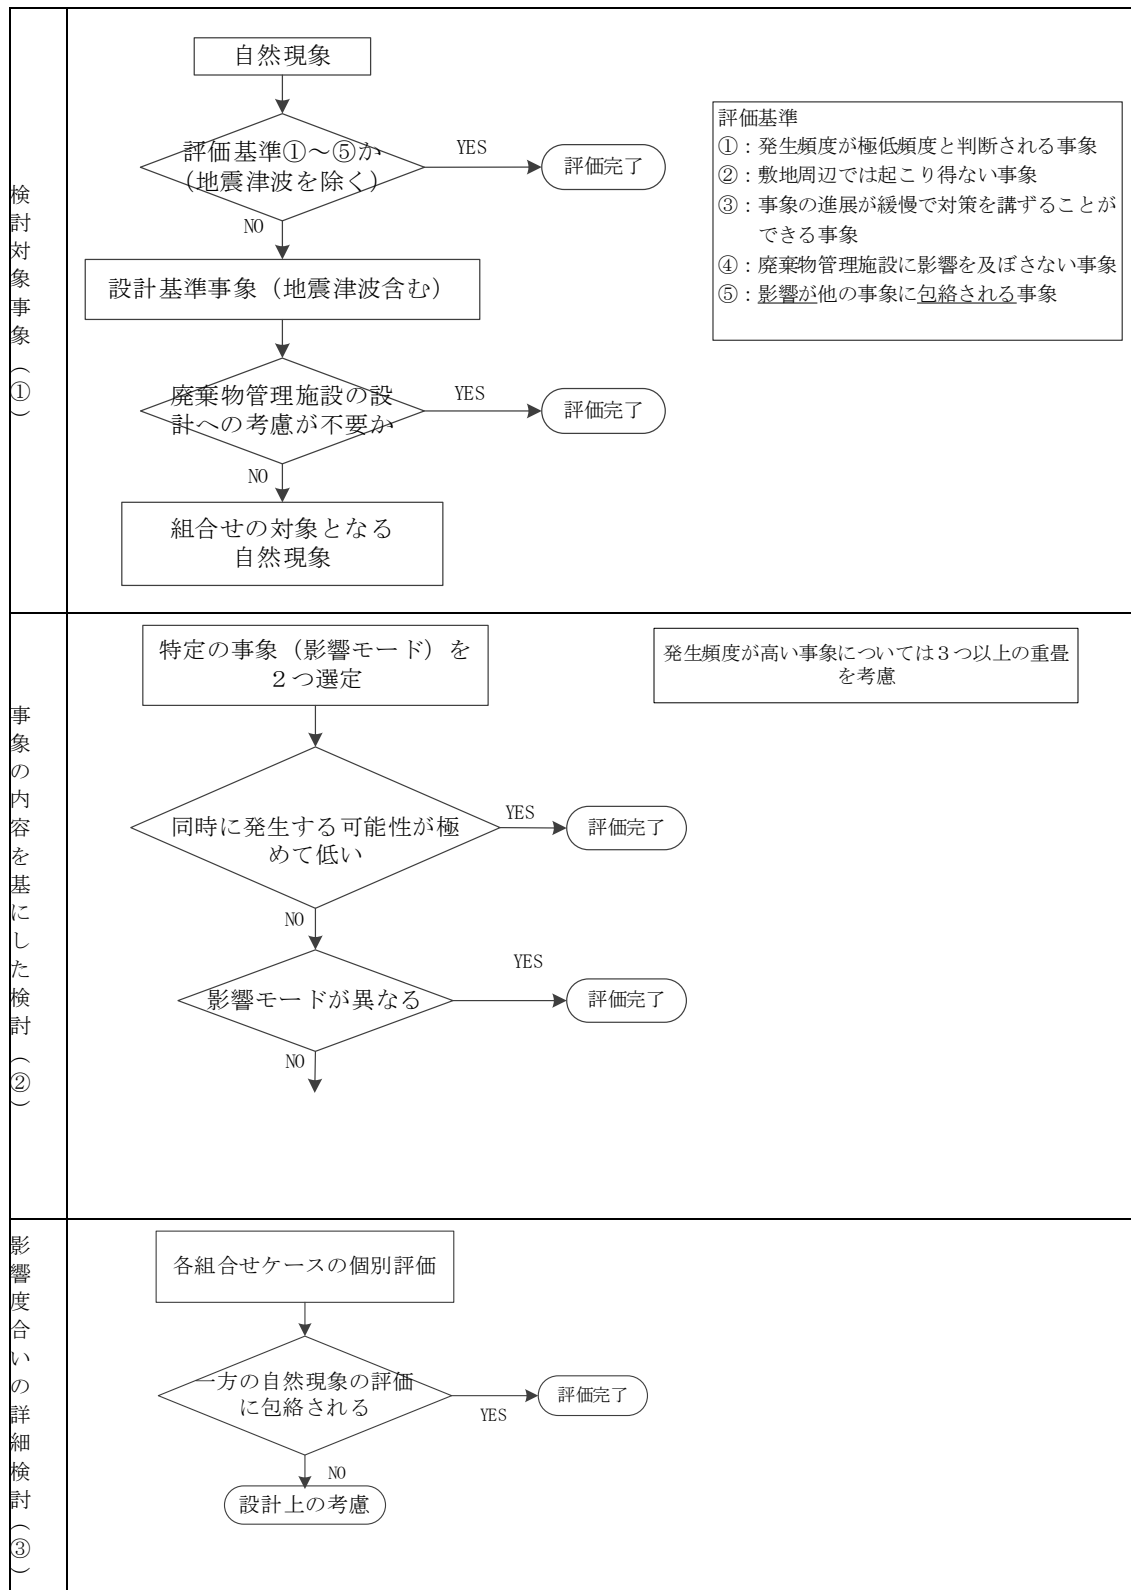 検討対象事象（①）
自然現象
評価基準①～⑤か
（地震津波を除く）
YES
評価完了
NO
設計基準事象（地震津波含む）
廃棄物管理施設の設
計への考慮が不要か
YES
評価完了
NO
組合せの対象となる
自然現象
評価基準
①：発生頻度が極低頻度と判断される事象
②：敷地周辺では起こり得ない事象
③：事象の進展が緩慢で対策を講ずることが
できる事象
④：廃棄物管理施設に影響を及ぼさない事象
⑤：影響が他の事象に包絡される事象
事象の内容を基にした検討（②）
特定の事象（影響モード）を
２つ選定
発生頻度が高い事象については３つ以上の重畳
を考慮
同時に発生する可能性が極
めて低い
YES
評価完了
NO
影響モードが異なる
YES
評価完了
NO
影響度合いの詳細検討（③）
各組合せケースの個別評価
一方の自然現象の評価
に包絡される
YES
評価完了
NO
設計上の考慮